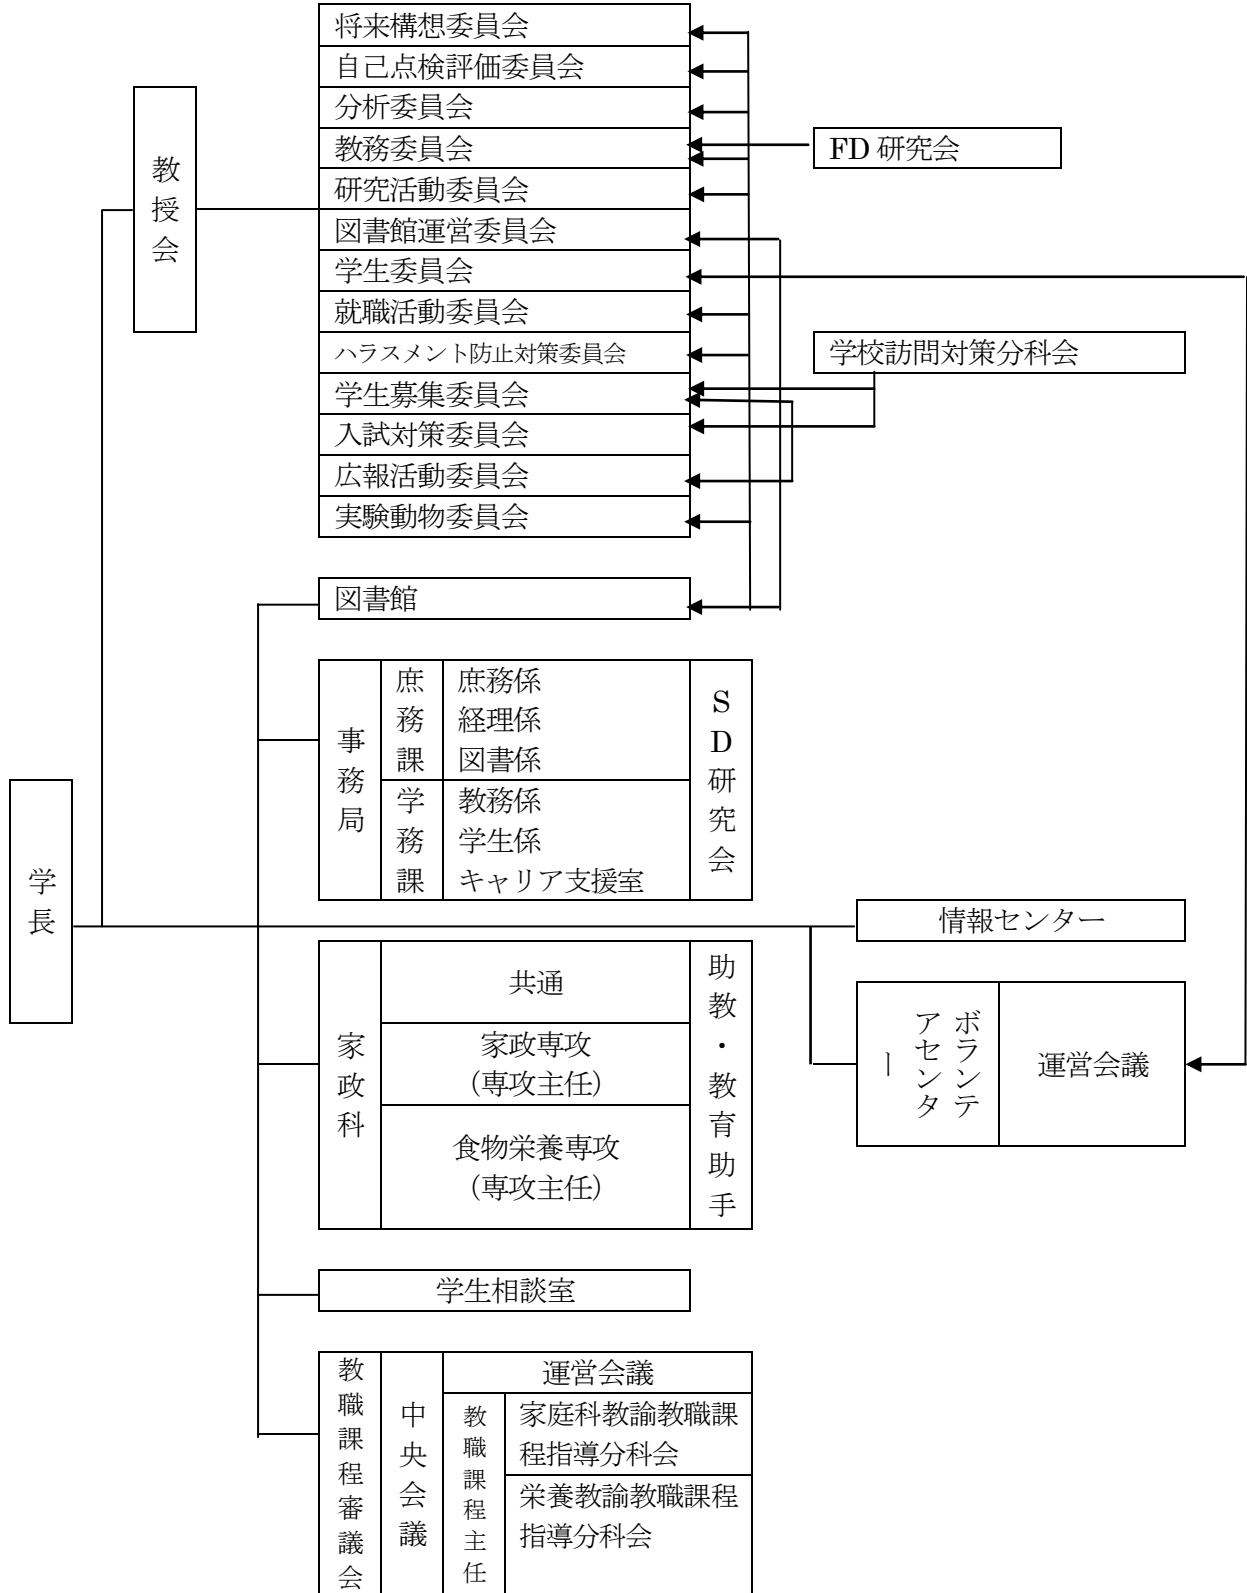 将来構想委員会
自己点検評価委員会
分析委員会
教務委員会
研究活動委員会
図書館運営委員会
学生委員会
就職活動委員会
ハラスメント防止対策委員会
学生募集委員会
入試対策委員会
広報活動委員会
実験動物委員会
教授会
FD 研究会
学校訪問対策分科会
図書館
事務局
庶務課
庶務係
経理係
図書係
学務課
教務係
学生係
キャリア支援室
SD研究会
学長
情報センター
家政科
共通
家政専攻
(専攻主任)
食物栄養専攻
(専攻主任)
助教・教育助手
ボランテ
アセンタ
ー
運営会議
学生相談室
教職課程審議会
中央会議
運営会議
教職課程主任
家庭科教諭教職課
程指導分科会
栄養教諭教職課程
指導分科会